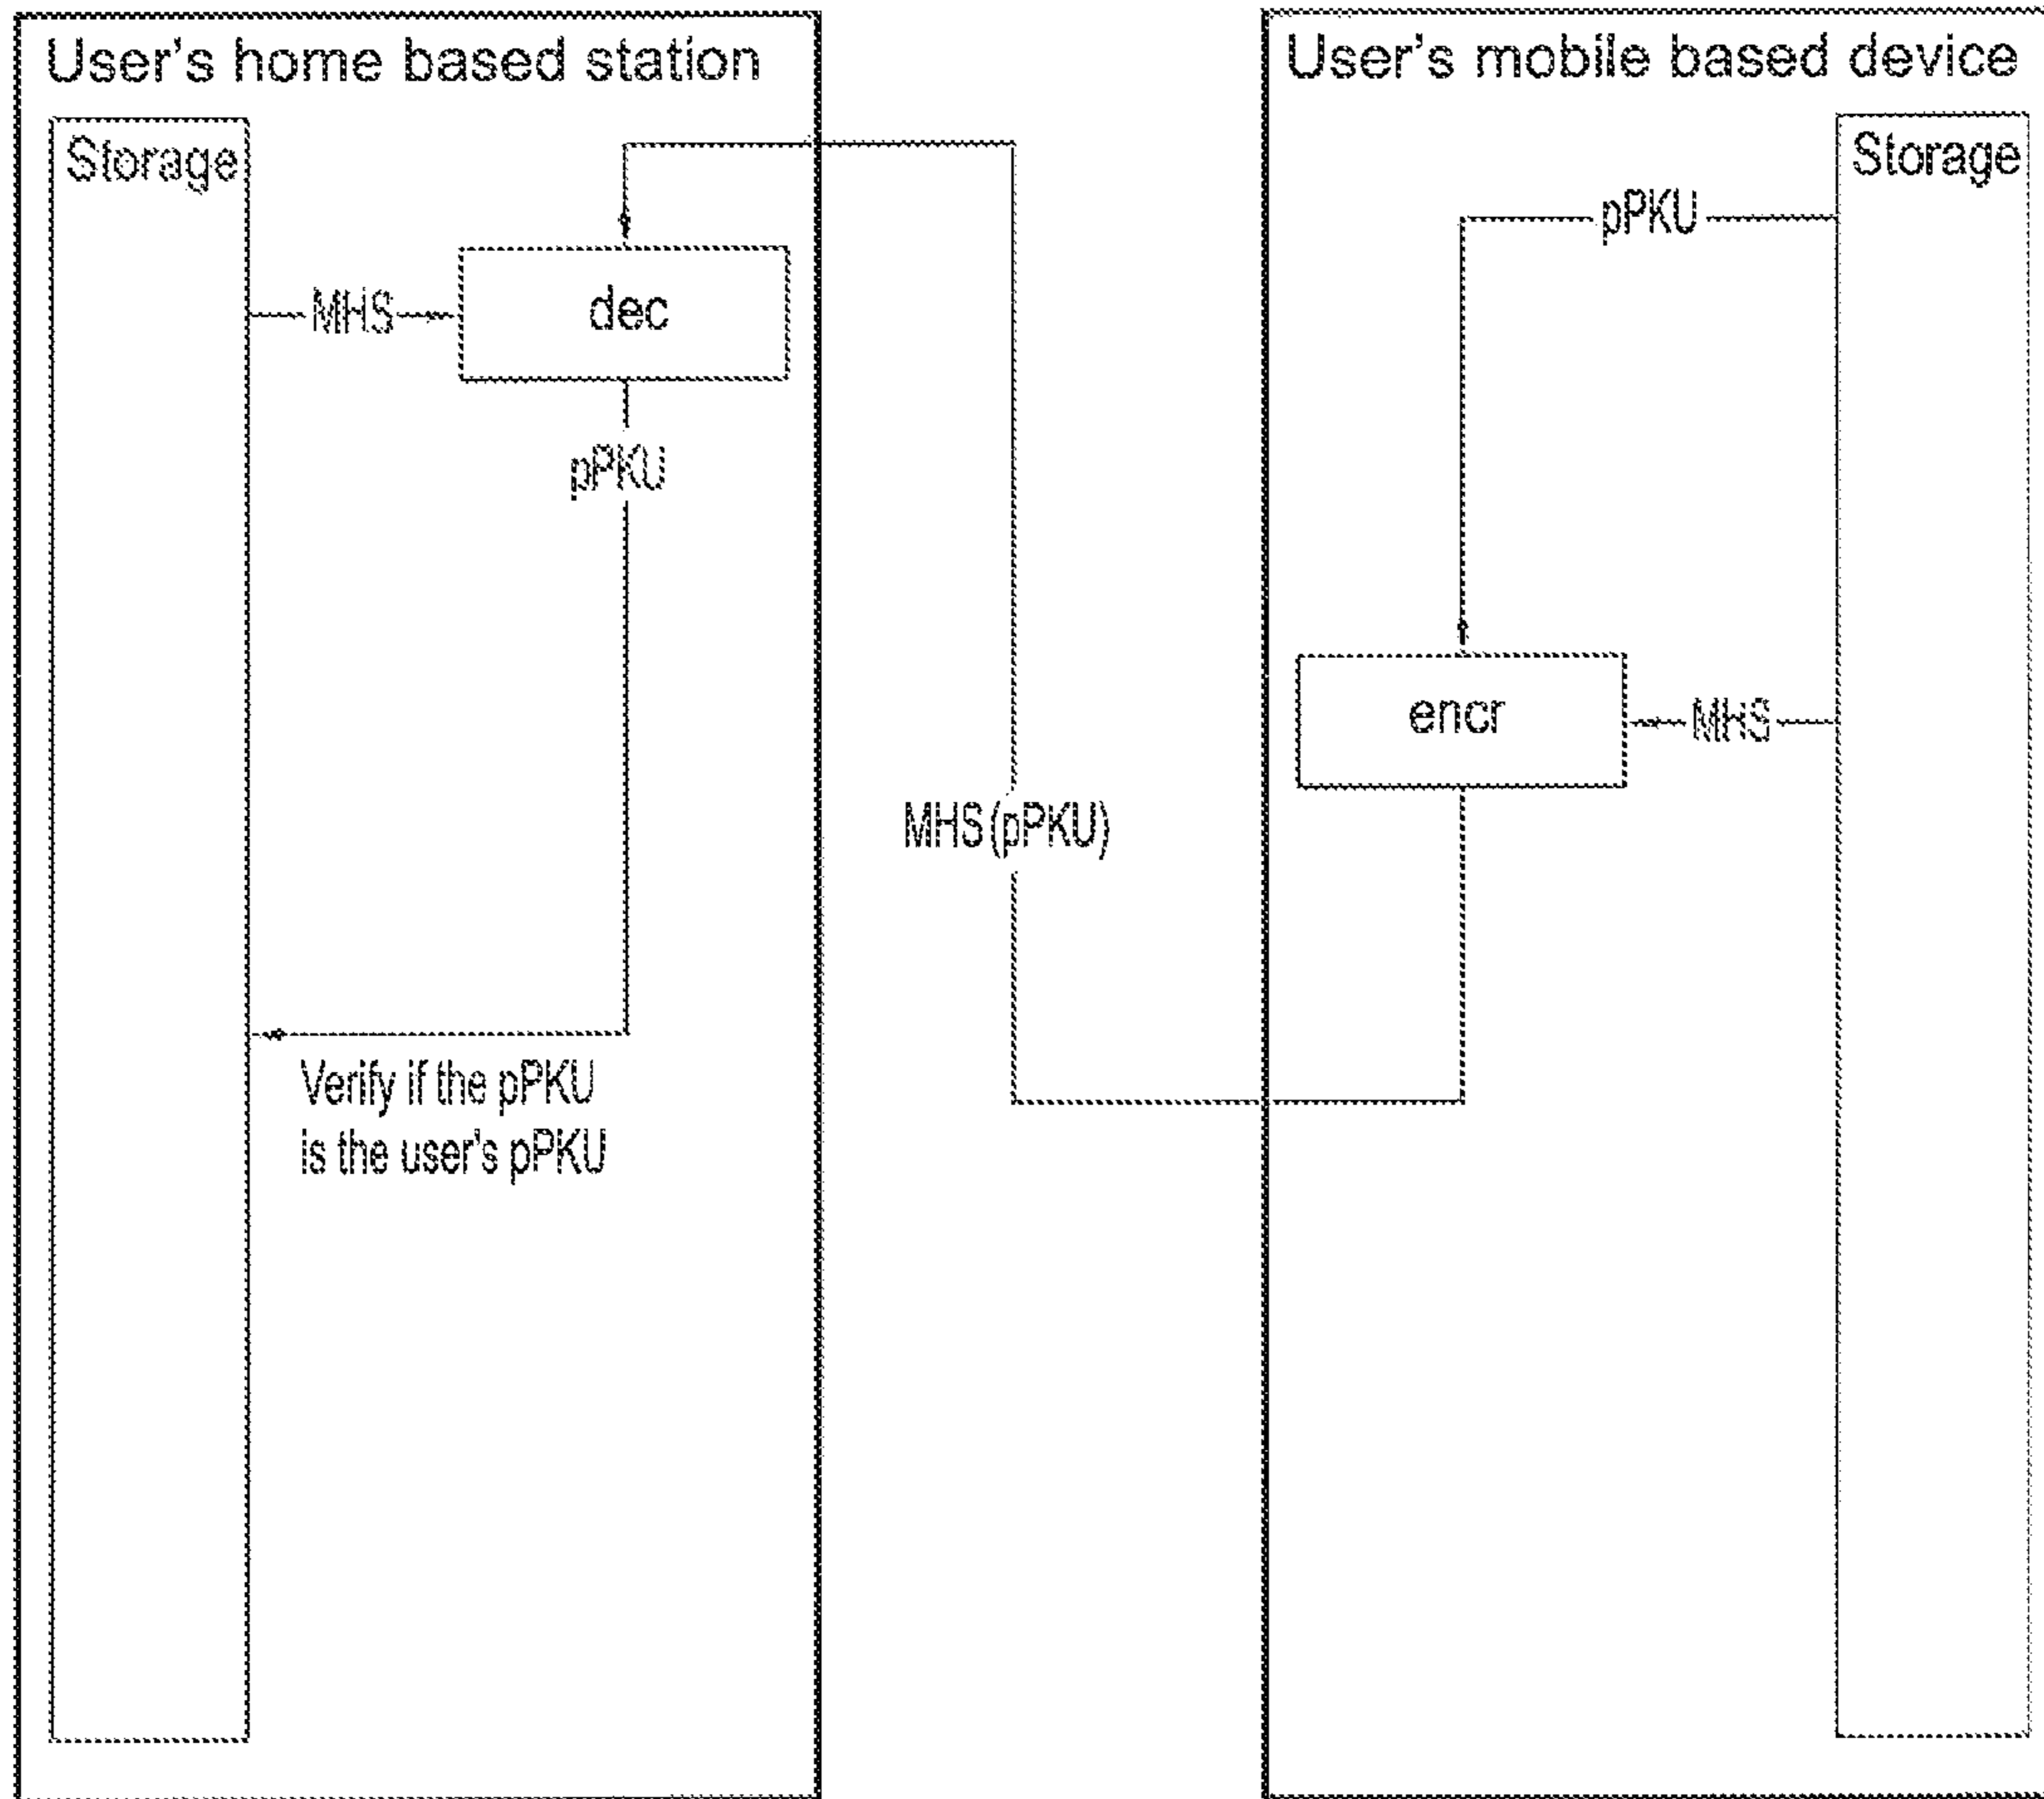 User's home based station
Storage
MHS
dec
pPKU
Verify if the pPKU
is the user's pPKU
MHS(pPKU)
User's mobile based device
Storage
pPKU
encr
MHS